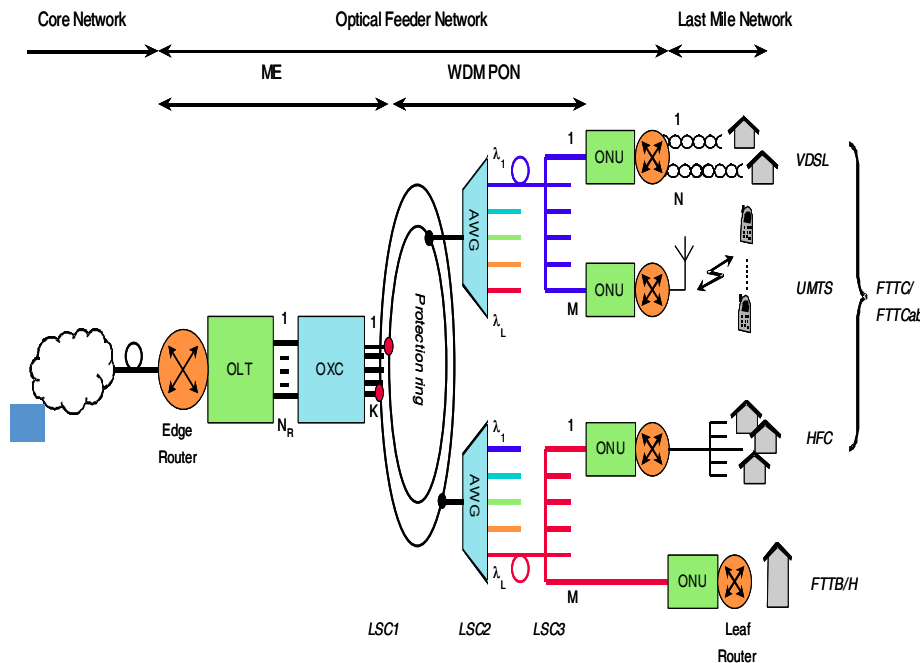 Core Network
Optical Feeder Network
Last Mile Network
ME
WDM PON
1
ONU
1
N
VDSL
λ1
AWG
λL
ONU
M
UMTS
FTTC/
FTTCab
Protection ring
OLT
1
NR
OXC
1
K
Edge
Router
λ1
AWG
λL
1
ONU
HFC
M
ONU
FTTB/H
LSC1
LSC2
LSC3
Leaf
Router